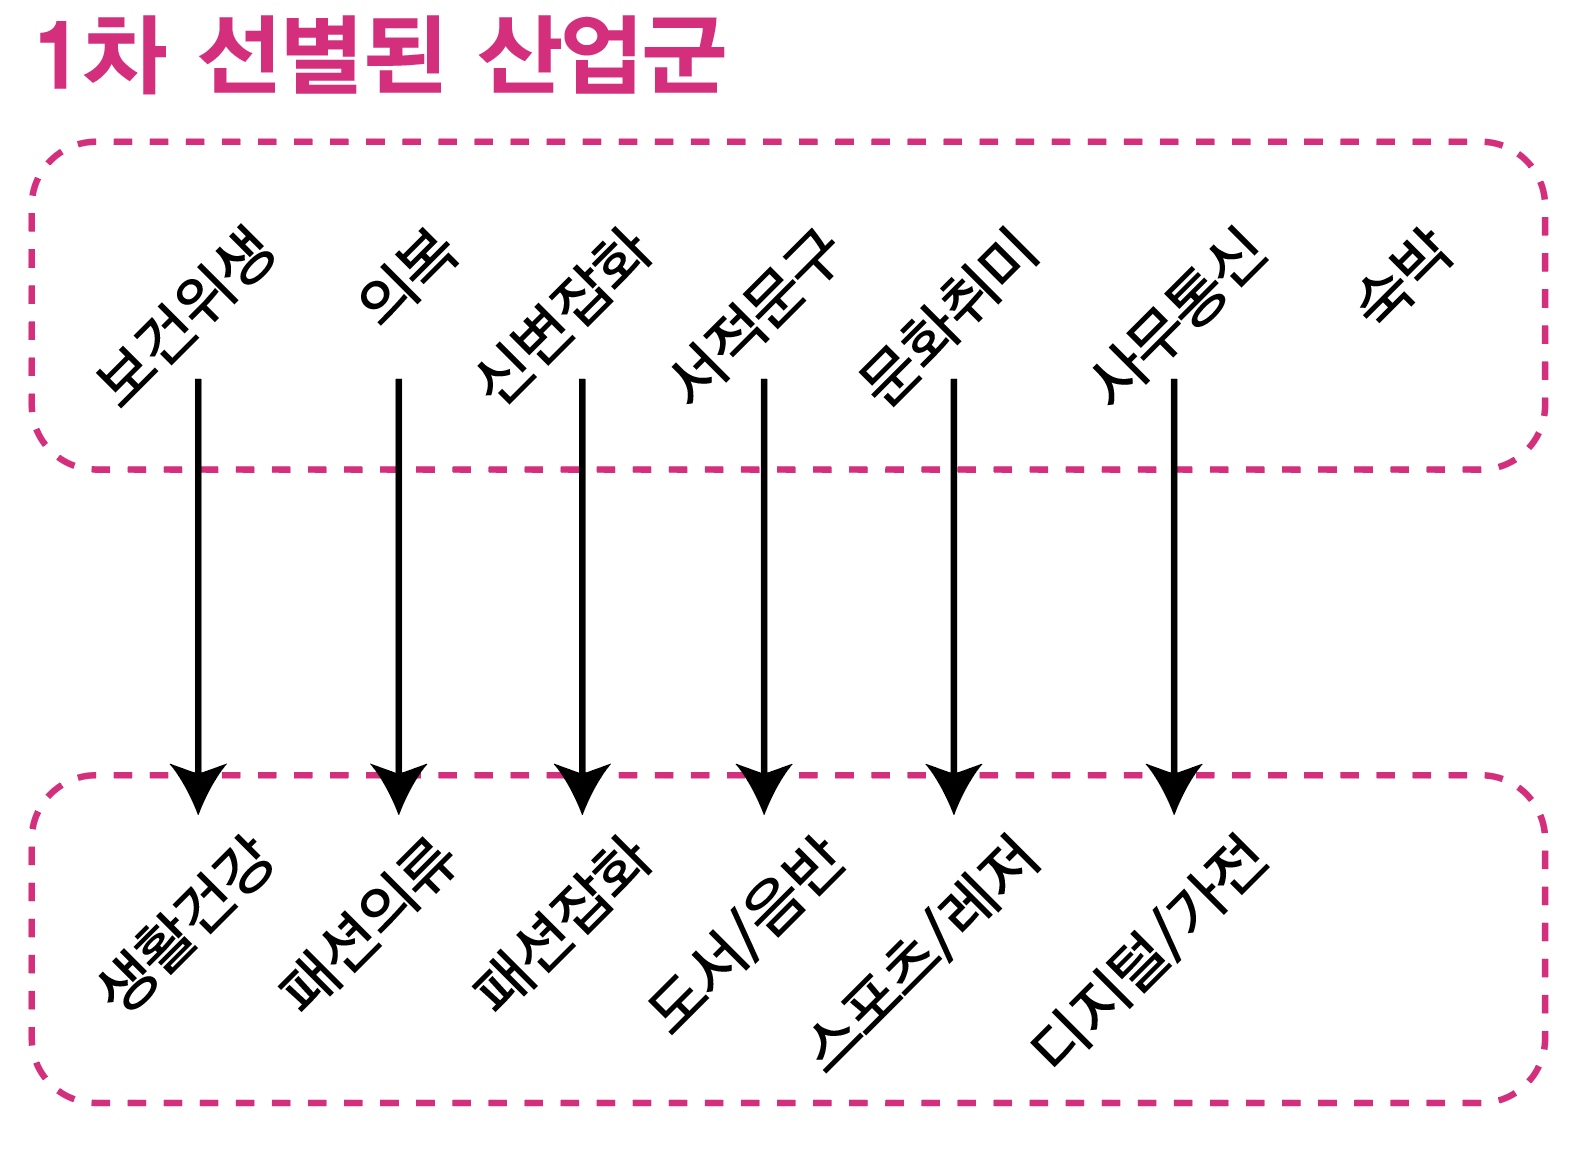 1차 선별된 산업군
보건위생
의복
신변잡화
서적문구
문화취미
사무통신
숙박
생활건강
패션의류
패션잡화
도서/음반
스포츠/레저
디지털/가전